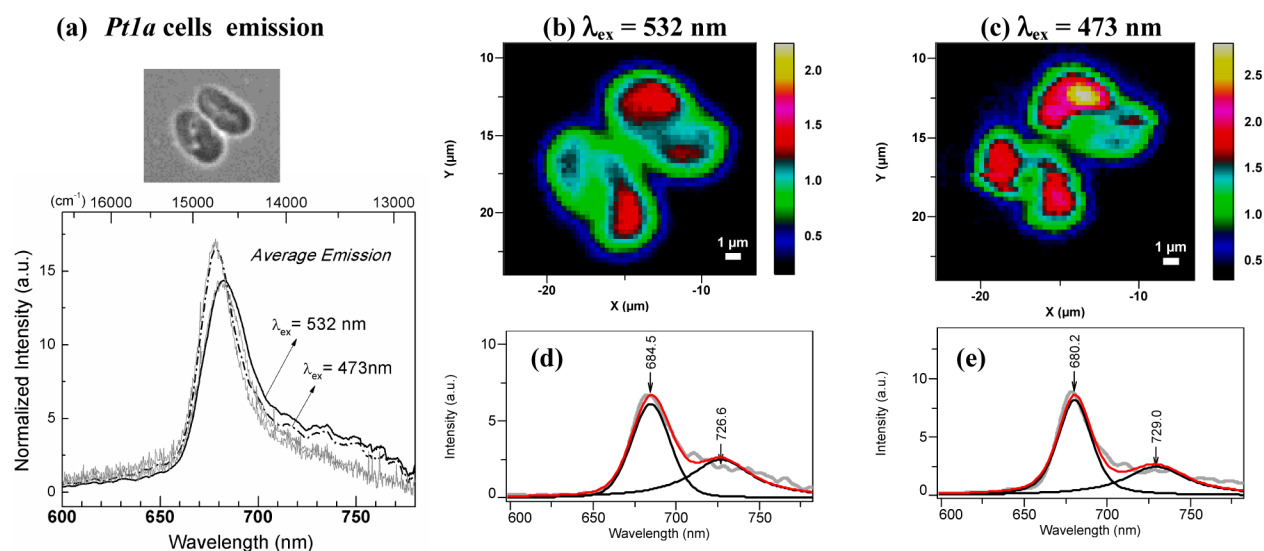 (a) Pt1a cells emission
(cm⁻¹) 16000 15000 14000 13000
Average Emission
λex= 532 nm
λex= 473nm
Normalized Intensity (a.u.)
15
10
5
0
600 650 700 750
Wavelength (nm)
(b) λex = 532 nm
10
15
20
Y (µm)
1 µm
-20 -15 -10
X (µm)
2.0
1.5
1.0
0.5
(c) λex = 473 nm
10
15
20
Y (µm)
1 µm
-20 -10
X (µm)
2.5
2.0
1.5
1.0
0.5
(d)
684.5
726.6
Intensity (a.u.)
10
5
0
600 650 700 750
Wavelength (nm)
(e)
680.2
729.0
Intensity (a.u.)
10
5
0
600 650 700 750
Wavelength (nm)